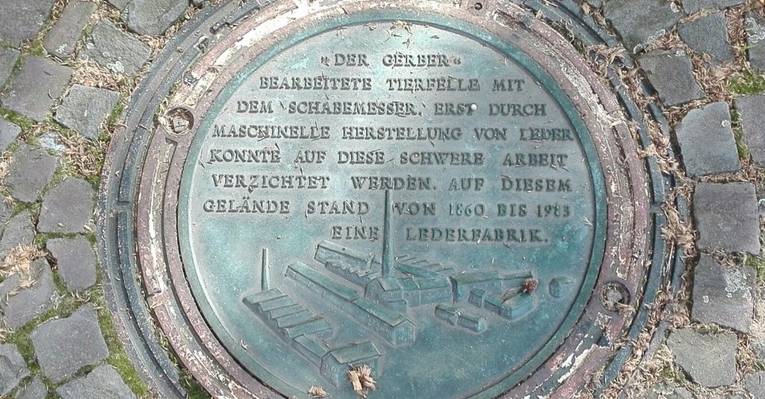 „DER GERBER“
BEARBEITETE TIERFELLE MIT
DEM SCHABEMESSER. ERST DURCH
MASCHINELLE HERSTELLUNG VON LEDER
KONNTE AUF DIESE SCHWERE ARBEIT
VERZICHTET WERDEN. AUF DIESEM
GELÄNDE STAND VON 1860 BIS 1983
EINE LEDERFABRIK.